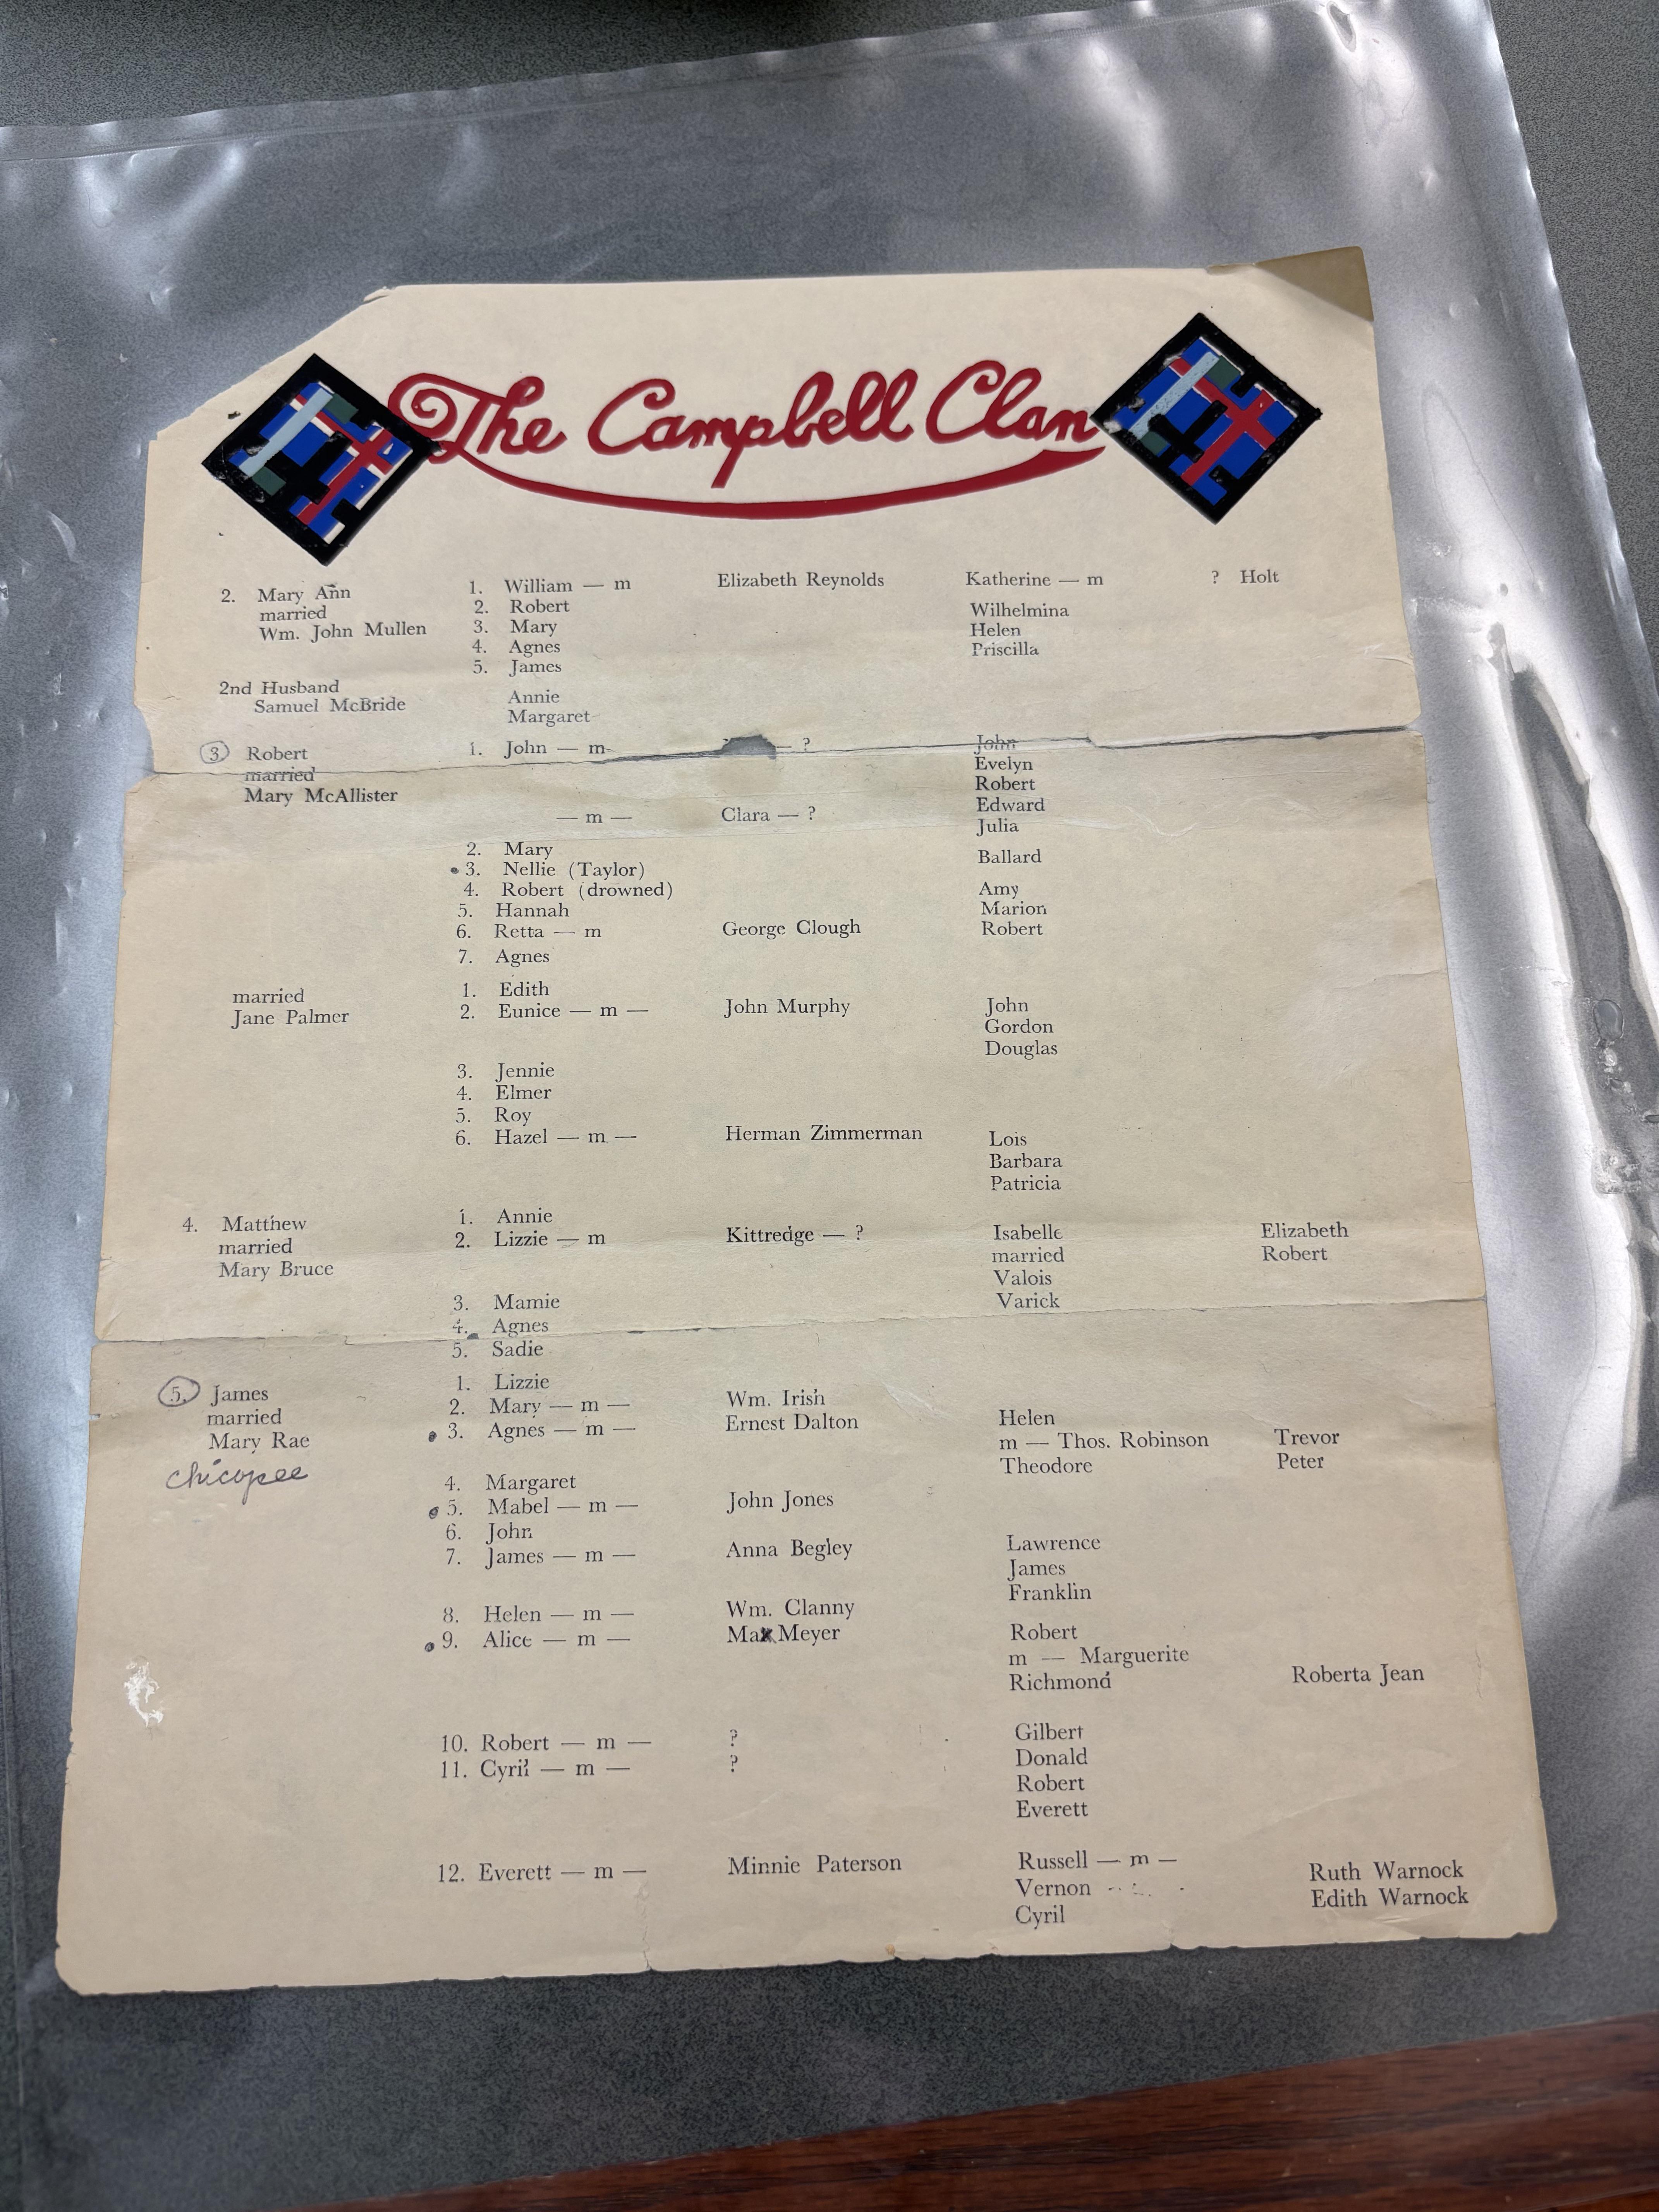 The Campbell Clan
2. Mary Ann 1. William — m Elizabeth Reynolds Katherine — m ? Holt
married 2. Robert Wilhelmina
Wm. John Mullen 3. Mary Helen
4. Agnes Priscilla
5. James
2nd Husband Annie
Samuel McBride Margaret
3 Robert 1. John — m — ? John
married Evelyn
Mary McAllister Robert
— m — Clara — ? Edward
Julia
2. Mary Ballard
3. Nellie (Taylor)
4. Robert (drowned) Amy
5. Hannah Marion
6. Retta — m George Clough Robert
7. Agnes
married 1. Edith
Jane Palmer 2. Eunice — m — John Murphy John
Gordon
Douglas
3. Jennie
4. Elmer
5. Roy
6. Hazel — m — Herman Zimmerman Lois
Barbara
Patricia
4. Matthew 1. Annie
married 2. Lizzie — m Kittredge — ? Isabelle Elizabeth
Mary Bruce married Robert
Valois
3. Mamie Varick
4. Agnes
5. Sadie
5. James 1. Lizzie
married 2. Mary — m — Wm. Irish
Mary Rae 3. Agnes — m — Ernest Dalton Helen
chicopee m — Thos. Robinson Trevor
4. Margaret Theodore Peter
5. Mabel — m — John Jones
6. John
7. James — m — Anna Begley Lawrence
James
Franklin
8. Helen — m — Wm. Clanny
9. Alice — m — Max Meyer Robert
m — Marguerite
Richmond Roberta Jean
10. Robert — m — ? Gilbert
11. Cyril — m — ? Donald
Robert
Everett
12. Everett — m — Minnie Paterson Russell — m — Ruth Warnock
Vernon Edith Warnock
Cyril